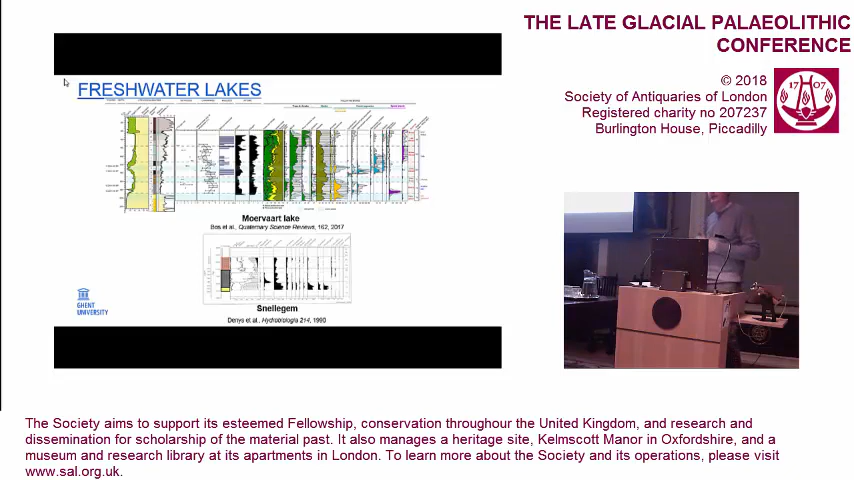 THE LATE GLACIAL PALAEOLITHIC
CONFERENCE
© 2018
Society of Antiquaries of London
Registered charity no 207237
Burlington House, Piccadilly
17 07
FRESHWATER LAKES
Moervaart lake
Bos et al., Quaternary Science Reviews, 162, 2017
Snellegem
Denys et al., Hydrobiologia 214, 1990
GHENT
UNIVERSITY
The Society aims to support its esteemed Fellowship, conservation throughour the United Kingdom, and research and
dissemination for scholarship of the material past. It also manages a heritage site, Kelmscott Manor in Oxfordshire, and a
museum and research library at its apartments in London. To learn more about the Society and its operations, please visit
www.sal.org.uk.